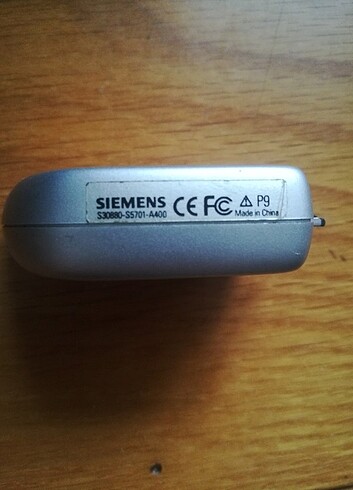 SIEMENS CE FC ⚠ P9
S30880-S5701-A400 Made in China